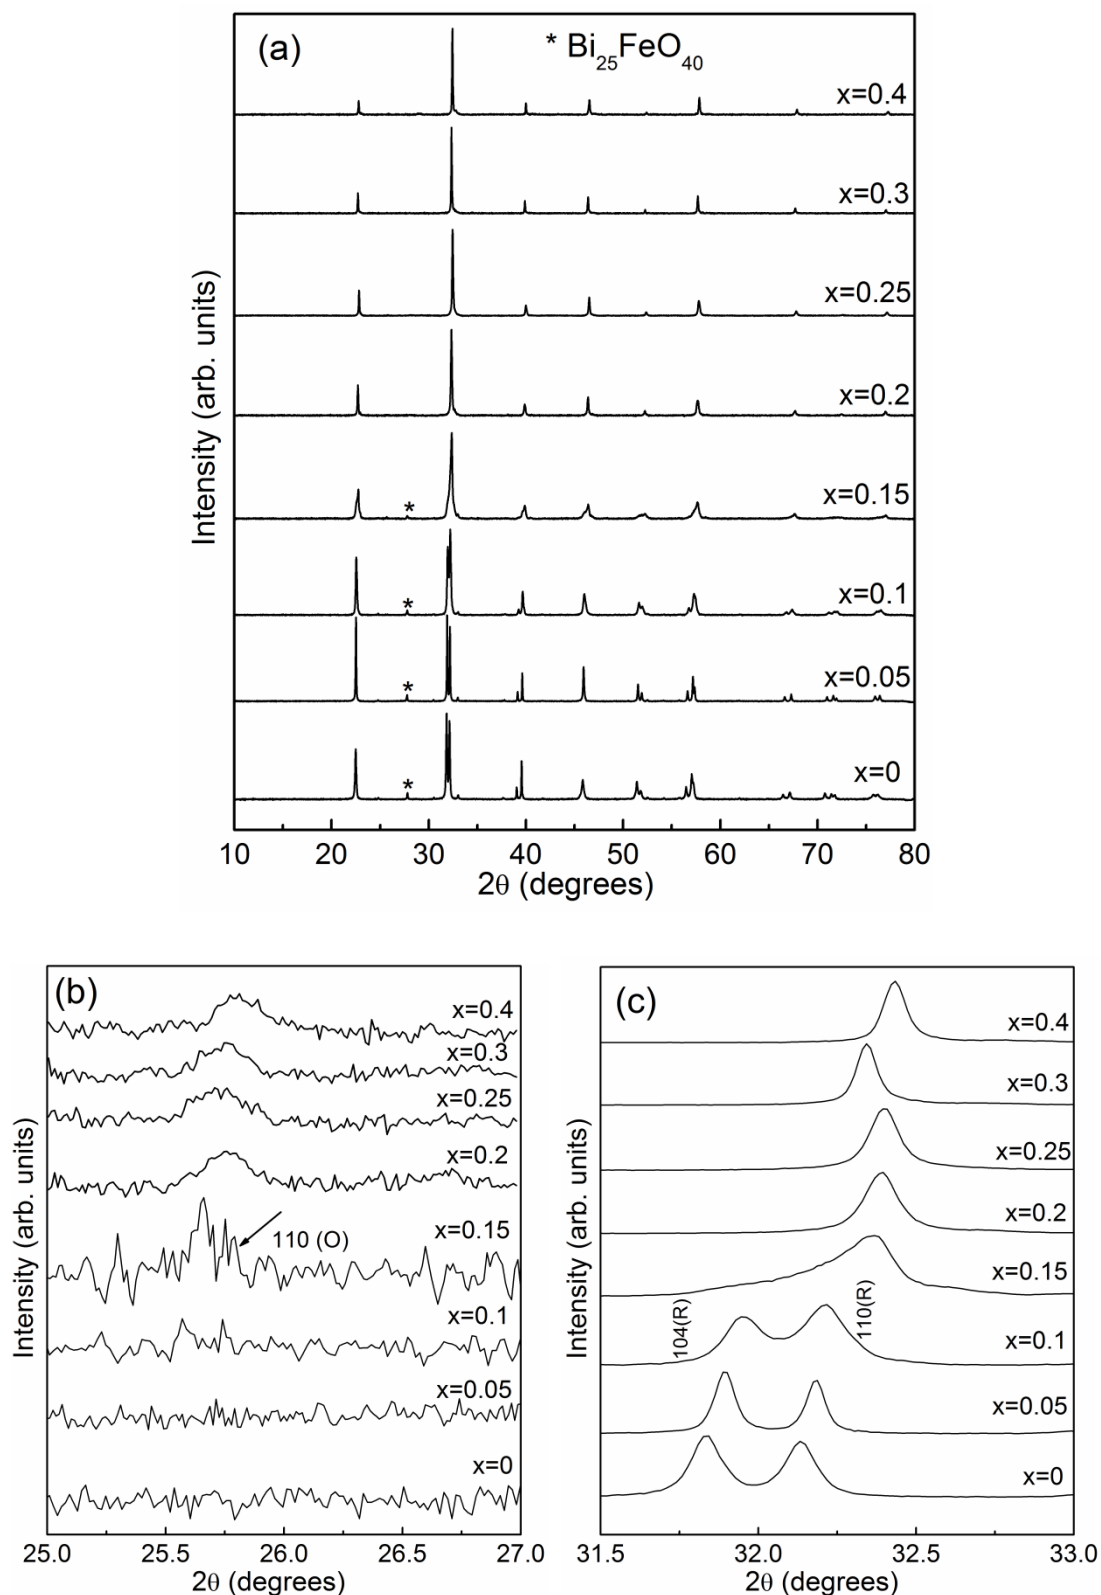 (a)
* Bi25FeO40
x=0.4
x=0.3
x=0.25
x=0.2
x=0.15
*
x=0.1
*
x=0.05
*
x=0
*
Intensity (arb. units)
10 20 30 40 50 60 70 80
2θ (degrees)
(b)
x=0.4
x=0.3
x=0.25
x=0.2
x=0.15
110 (O)
x=0.1
x=0.05
x=0
Intensity (arb. units)
25.0 25.5 26.0 26.5 27.0
2θ (degrees)
(c)
x=0.4
x=0.3
x=0.25
x=0.2
x=0.15
104(R)
110(R)
x=0.1
x=0.05
x=0
Intensity (arb. units)
31.5 32.0 32.5 33.0
2θ (degrees)